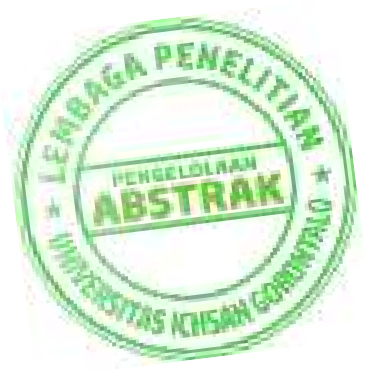 LEMBAGA PENELITIAN
PENGELOLAAN
ABSTRAK
UNIVERSITAS ICHSAN GORONTALO